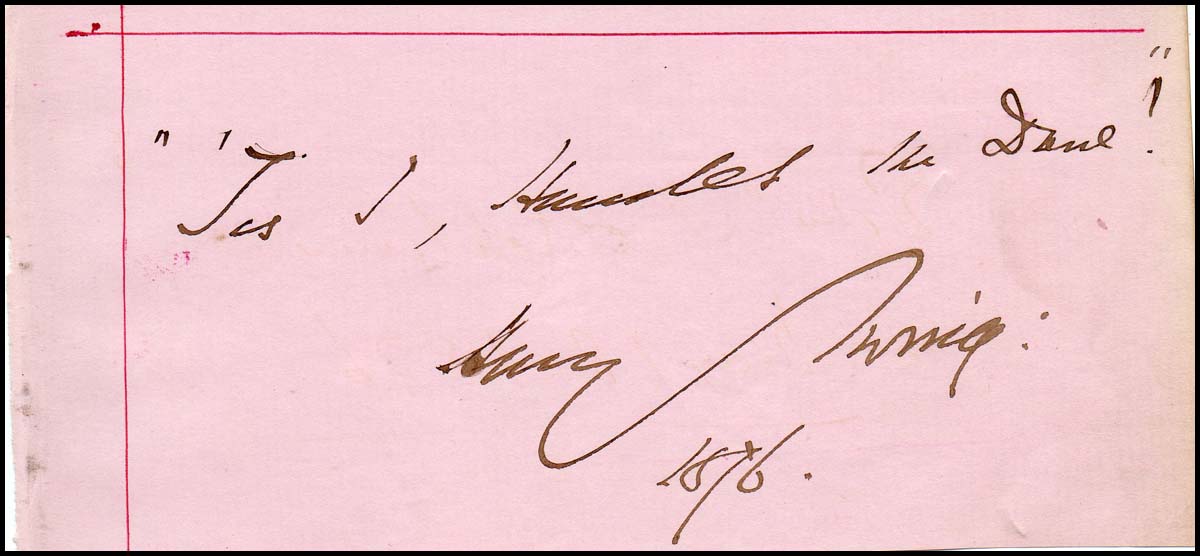 " 'Tis I, Hamlet the Dane!"
Henry Irving.
1876.